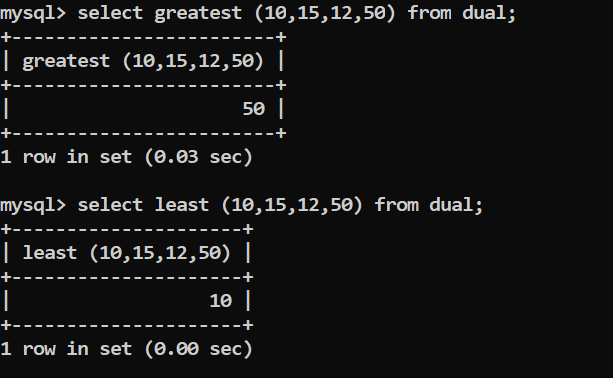 mysql> select greatest (10,15,12,50) from dual;
+------------------------+
| greatest (10,15,12,50) |
+------------------------+
|                     50 |
+------------------------+
1 row in set (0.03 sec)

mysql> select least (10,15,12,50) from dual;
+---------------------+
| least (10,15,12,50) |
+---------------------+
|                  10 |
+---------------------+
1 row in set (0.00 sec)